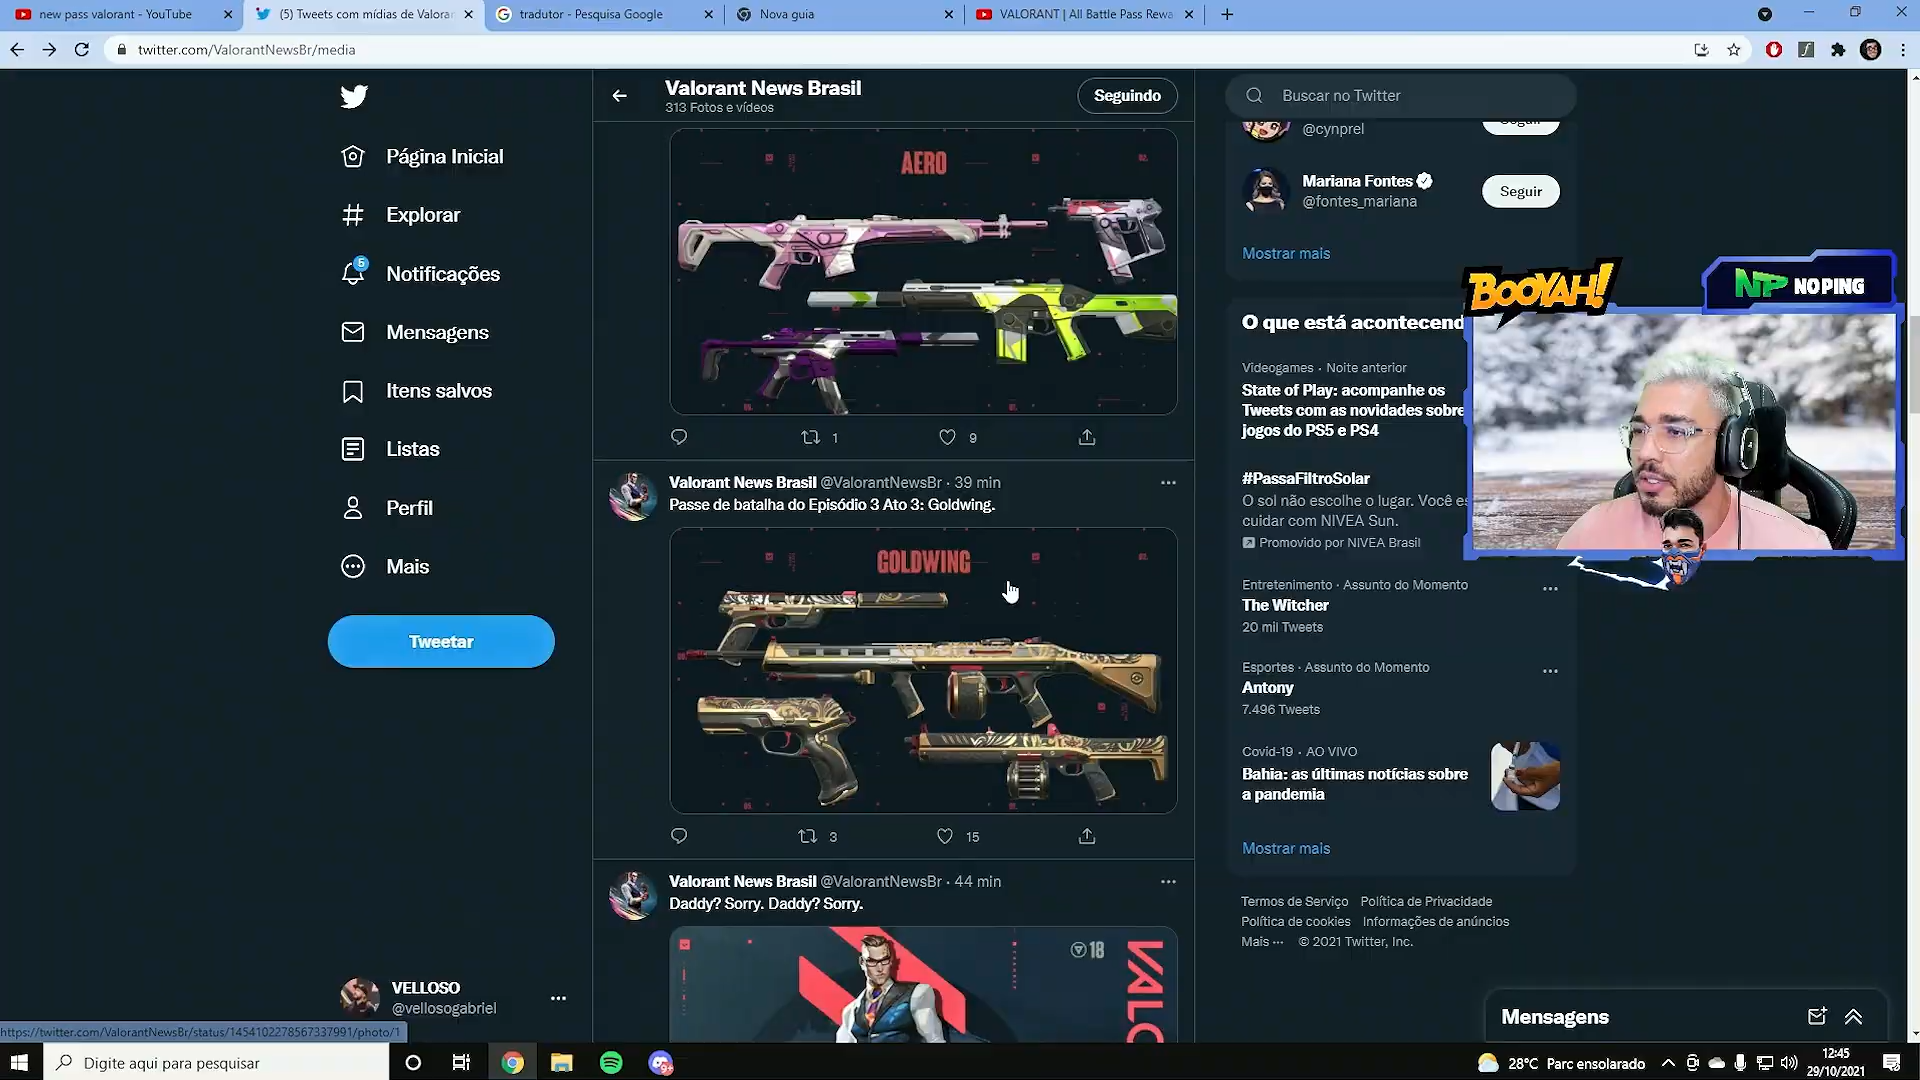 new pass valorant - YouTube
(5) Tweets com mídias de Valoran
tradutor - Pesquisa Google
Nova guia
VALORANT | All Battle Pass Rewa
twitter.com/ValorantNewsBr/media
Página Inicial
Explorar
5
Notificações
Mensagens
Itens salvos
Listas
Perfil
Mais
Tweetar
VELLOSO
@vellosogabriel
Valorant News Brasil
313 Fotos e vídeos
Seguindo
AERO
1
9
Valorant News Brasil @ValorantNewsBr · 39 min
Passe de batalha do Episódio 3 Ato 3: Goldwing.
GOLDWING
3
15
Valorant News Brasil @ValorantNewsBr · 44 min
Daddy? Sorry. Daddy? Sorry.
18
VALO
Buscar no Twitter
@cynprel
Seguir
Mariana Fontes
@fontes_mariana
Seguir
Mostrar mais
O que está acontecend
Videogames · Noite anterior
State of Play: acompanhe os
Tweets com as novidades sobre
jogos do PS5 e PS4
#PassaFiltroSolar
O sol não escolhe o lugar. Você es
cuidar com NIVEA Sun.
Promovido por NIVEA Brasil
Entretenimento · Assunto do Momento
The Witcher
20 mil Tweets
Esportes · Assunto do Momento
Antony
7.496 Tweets
Covid-19 · AO VIVO
Bahia: as últimas notícias sobre
a pandemia
Mostrar mais
Termos de Serviço Política de Privacidade
Política de cookies Informações de anúncios
Mais ··· © 2021 Twitter, Inc.
BOOYAH!
NP NOPING
Mensagens
https://twitter.com/ValorantNewsBr/status/1454102278567337991/photo/1
Digite aqui para pesquisar
9+
28°C Parc ensolarado
12:45
29/10/2021